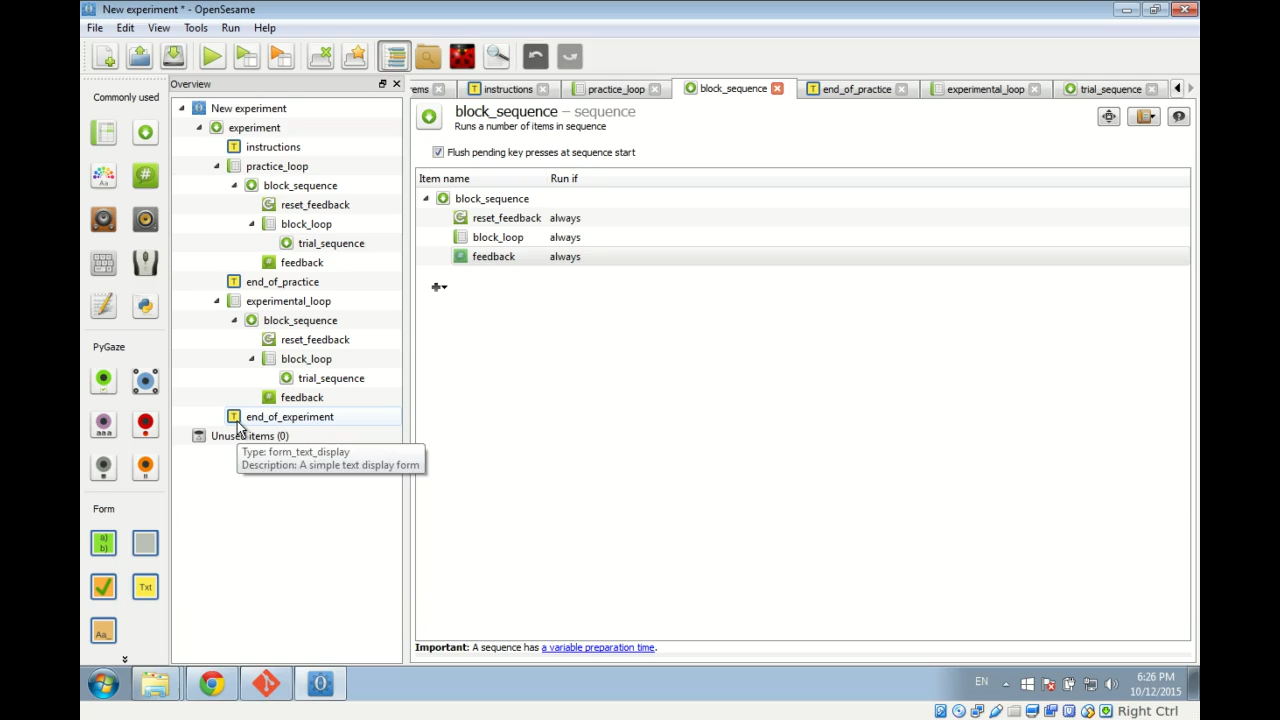 New experiment * - OpenSesame
File Edit View Tools Run Help
Overview
Commonly used
New experiment
experiment
instructions
practice_loop
block_sequence
reset_feedback
block_loop
trial_sequence
feedback
end_of_practice
experimental_loop
block_sequence
reset_feedback
block_loop
trial_sequence
feedback
end_of_experiment
Unused items (0)
Type: form_text_display
Description: A simple text display form
Aa
PyGaze
aaa
Form
a)
b)
Txt
Aa_
ems instructions practice_loop block_sequence end_of_practice experimental_loop trial_sequence
block_sequence – sequence
Runs a number of items in sequence
Flush pending key presses at sequence start
Item name Run if
block_sequence
reset_feedback always
block_loop always
feedback always
Important: A sequence has a variable preparation time.
EN
6:26 PM
10/12/2015
Right Ctrl